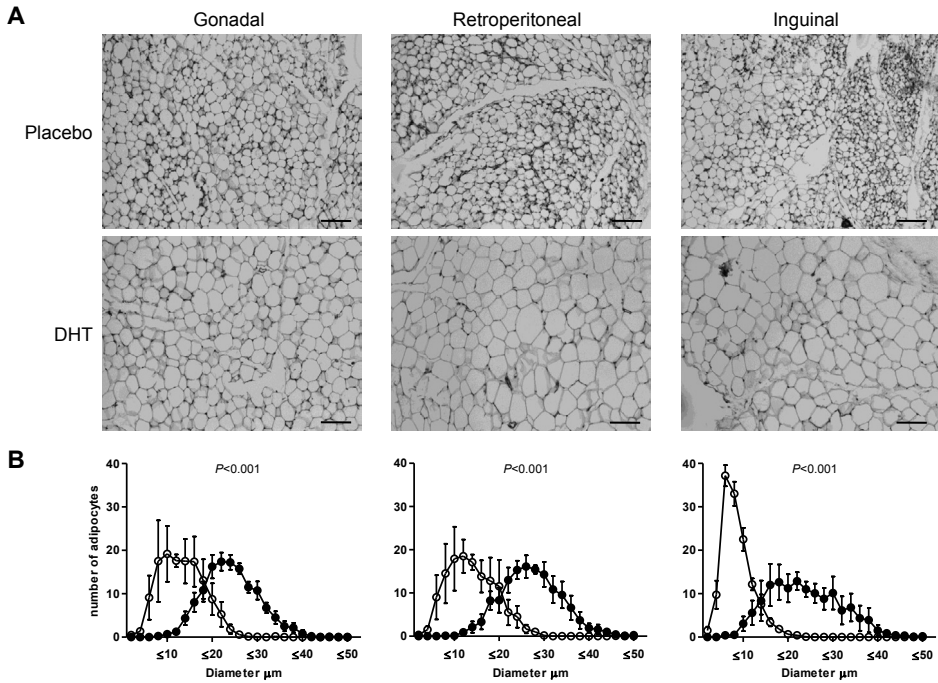 A
Gonadal Retroperitoneal Inguinal
Placebo
DHT
B
P<0.001 P<0.001 P<0.001
number of adipocytes
40 40 40
30 30 30
20 20 20
10 10 10
0 0 0
≤10 ≤20 ≤30 ≤40 ≤50 ≤10 ≤20 ≤30 ≤40 ≤50 ≤10 ≤20 ≤30 ≤40 ≤50
Diameter μm Diameter μm Diameter μm